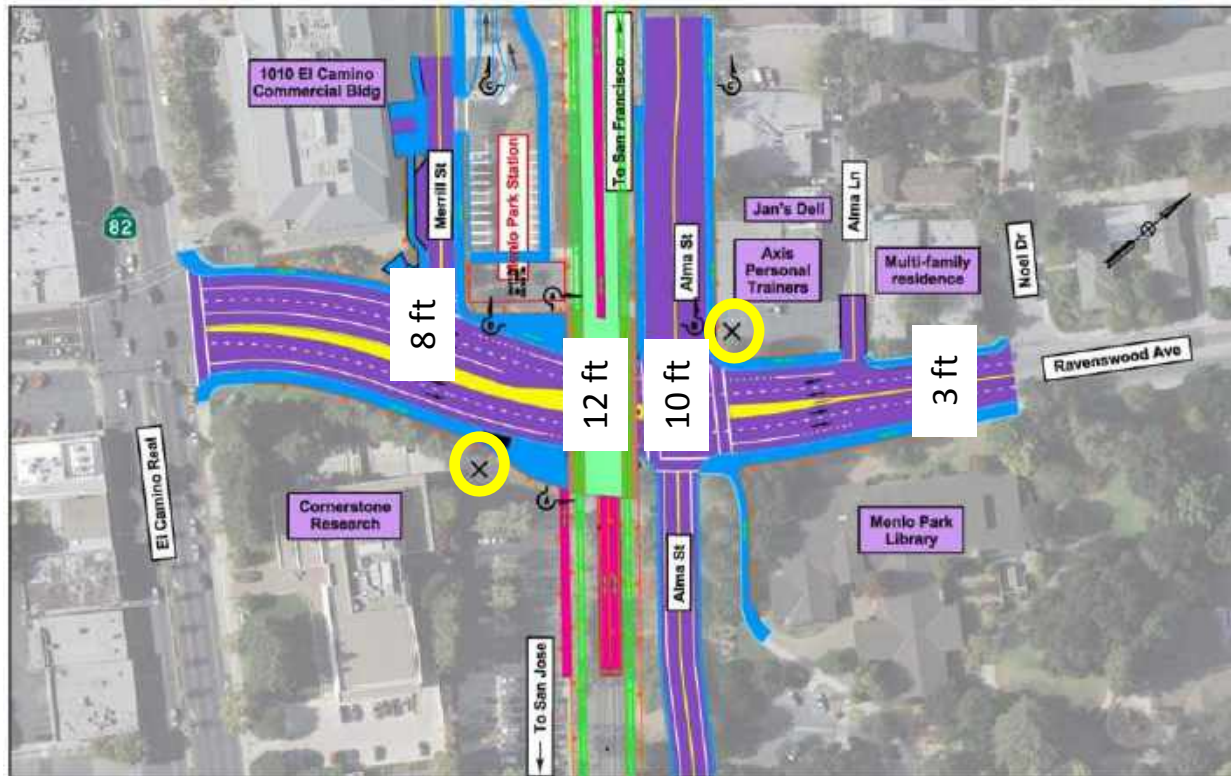 1010 El Camino
Commercial Bldg
82
Merrill St
Menlo Park Station
To San Francisco
Alma St
Jan's Deli
Axis
Personal
Trainers
Alma Ln
Multi-family
residence
Noel Dr
Ravenswood Ave
8 ft
12 ft
10 ft
3 ft
El Camino Real
Cornerstone
Research
To San Jose
Alma St
Menlo Park
Library